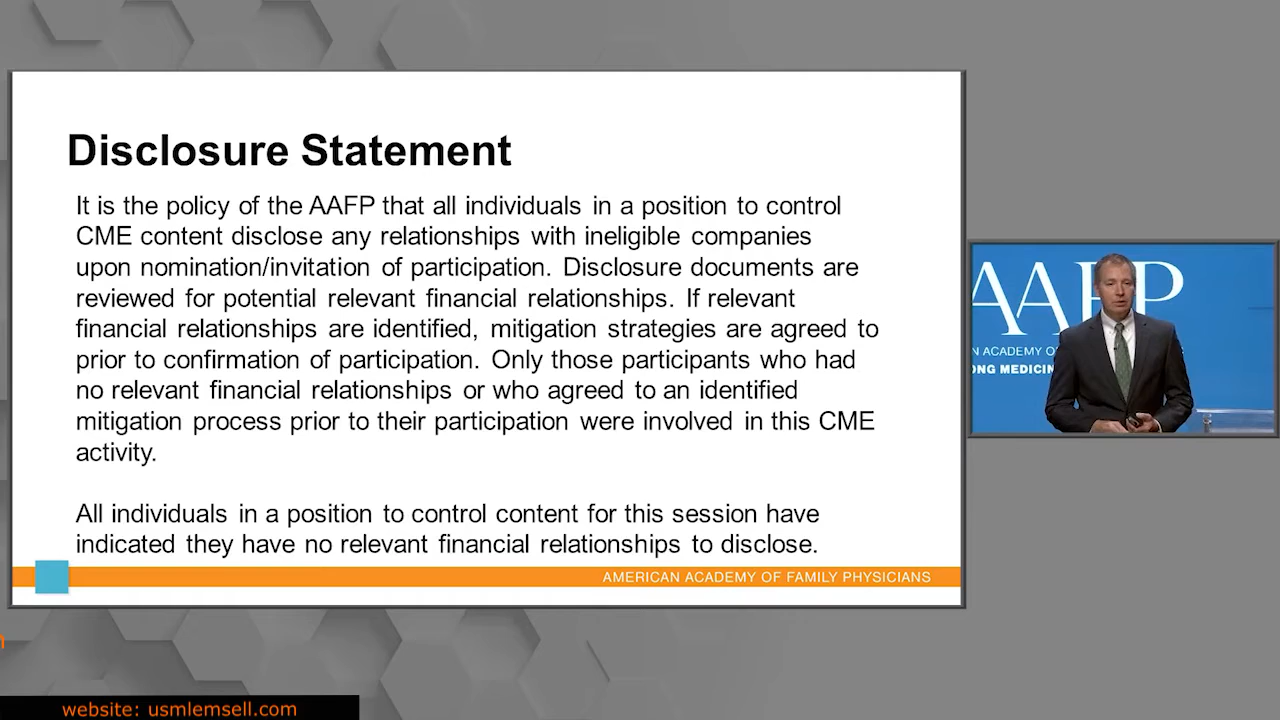 Disclosure Statement
It is the policy of the AAFP that all individuals in a position to control
CME content disclose any relationships with ineligible companies
upon nomination/invitation of participation. Disclosure documents are
reviewed for potential relevant financial relationships. If relevant
financial relationships are identified, mitigation strategies are agreed to
prior to confirmation of participation. Only those participants who had
no relevant financial relationships or who agreed to an identified
mitigation process prior to their participation were involved in this CME
activity.
All individuals in a position to control content for this session have
indicated they have no relevant financial relationships to disclose.
AMERICAN ACADEMY OF FAMILY PHYSICIANS
AAFP
ACADEMY
MEDICIN
website: usmlemsell.com